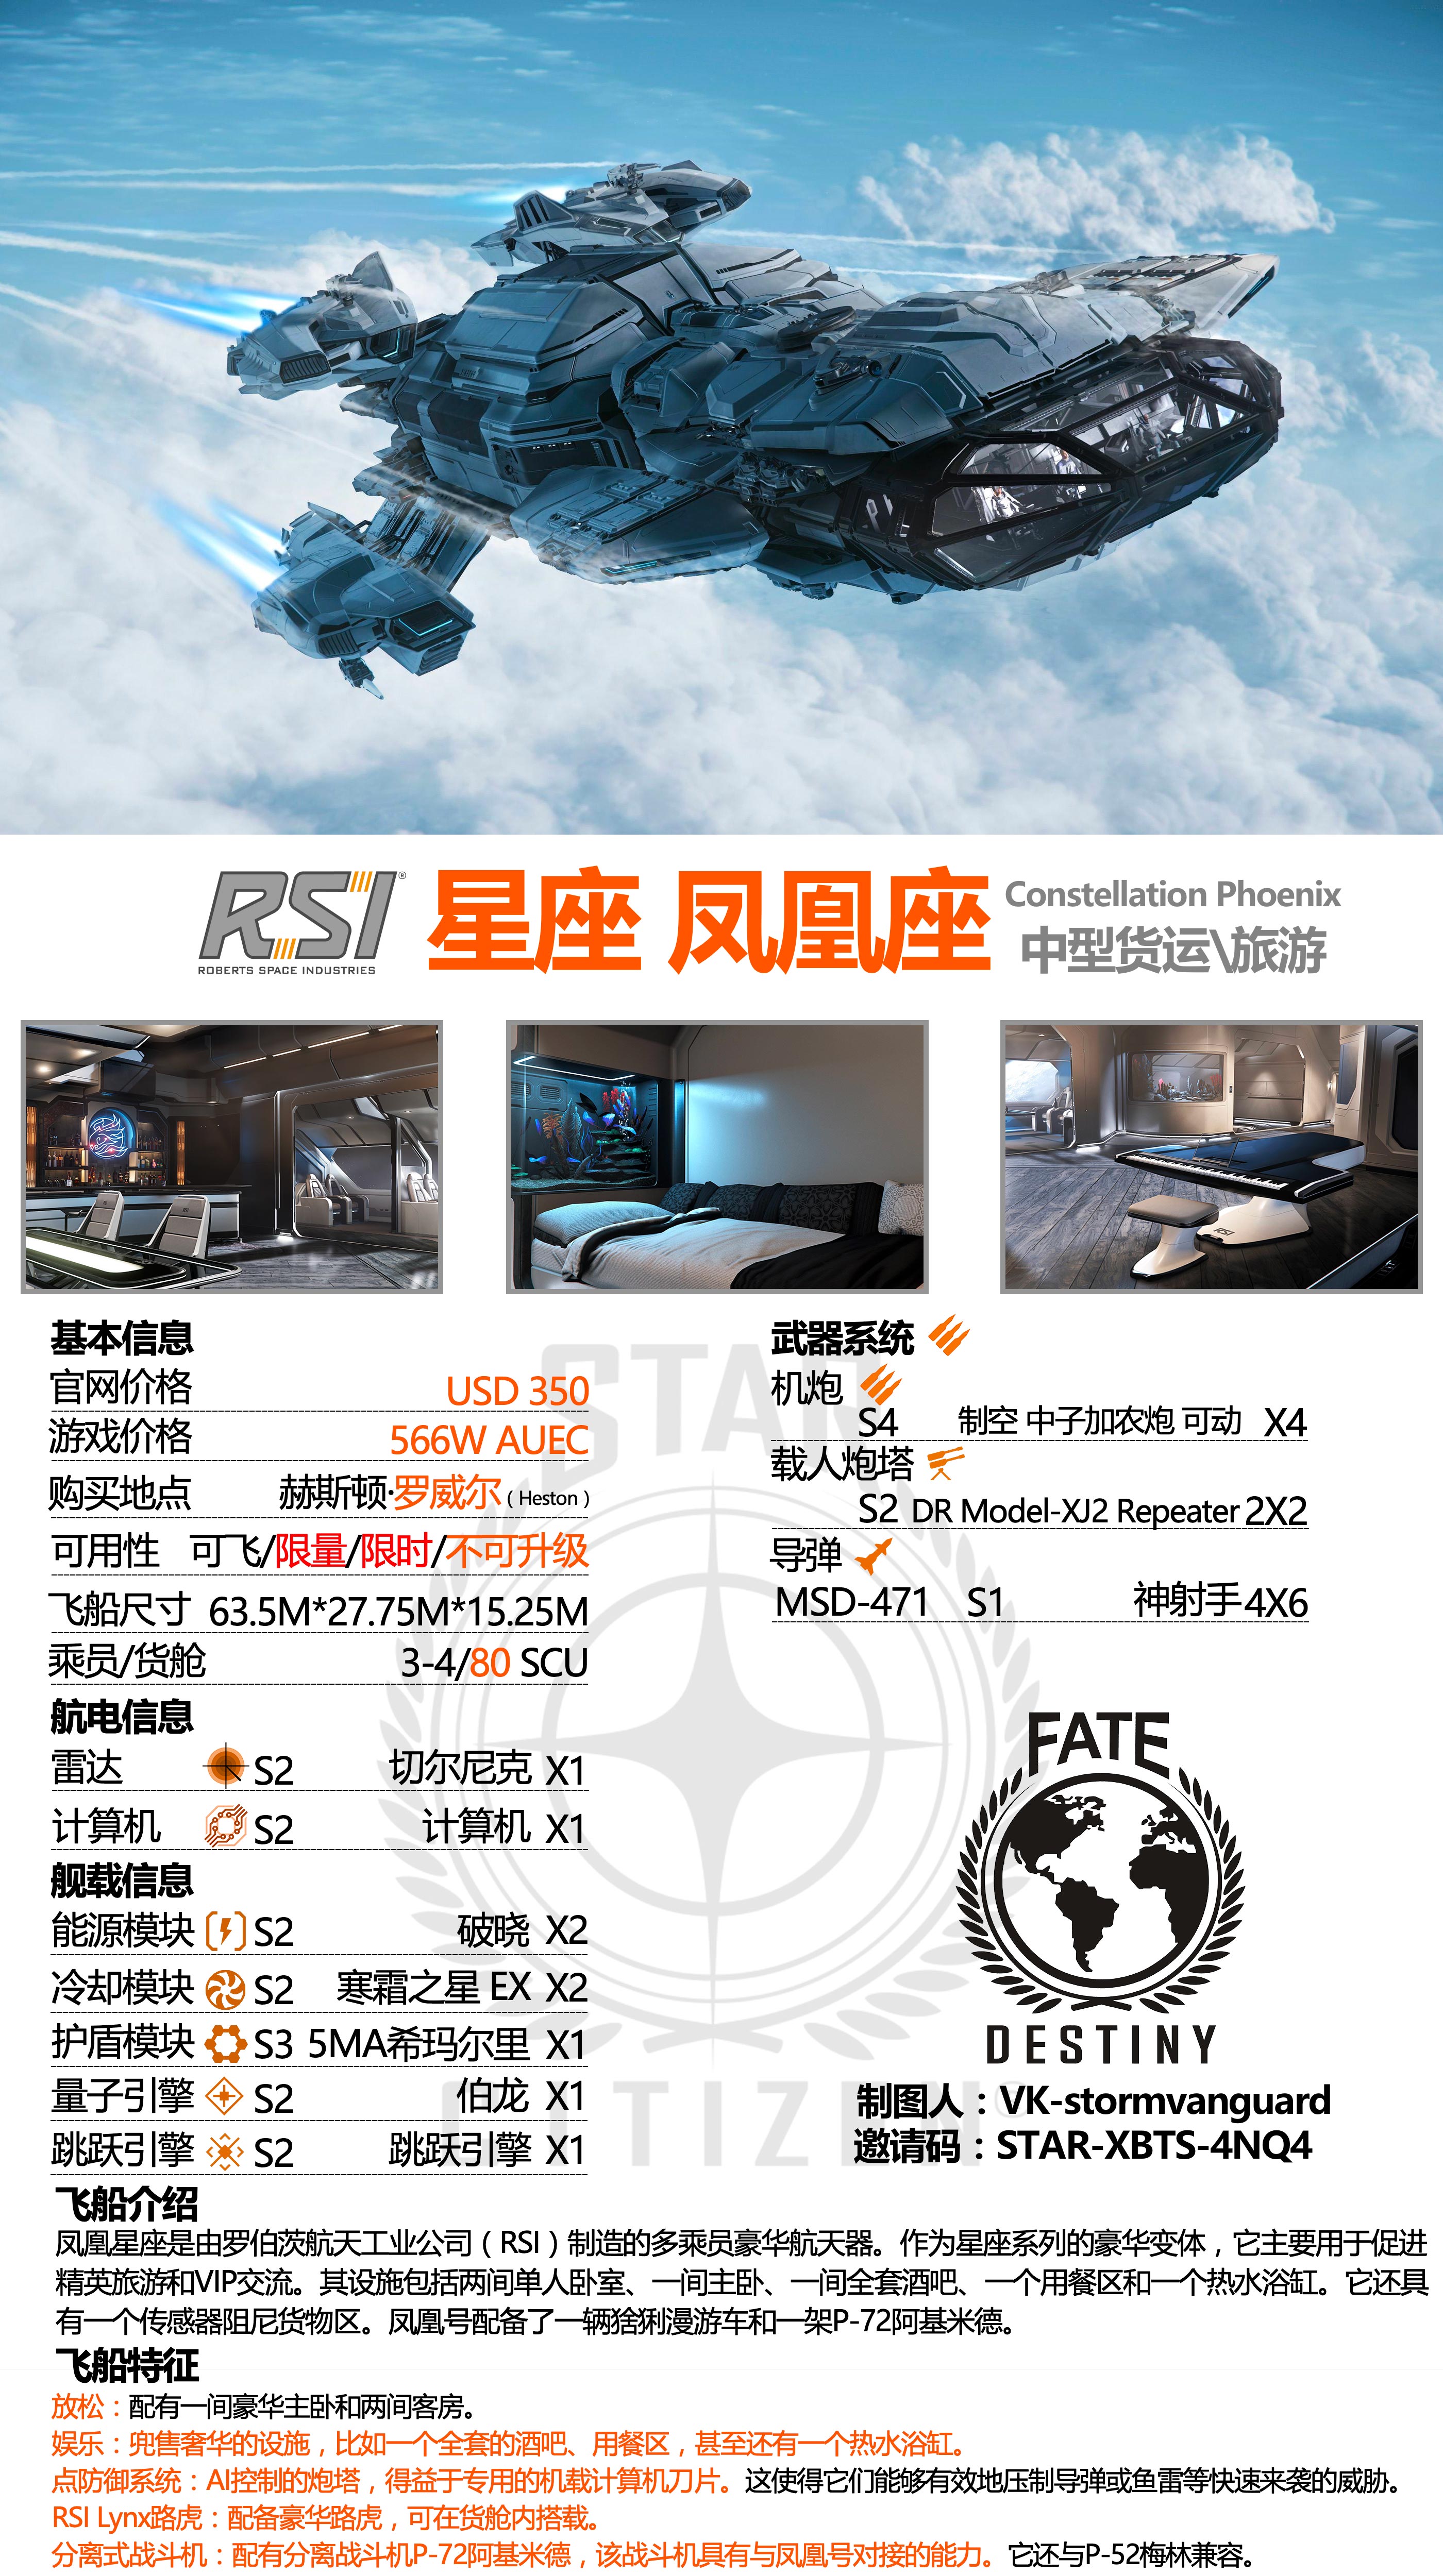 RSI®
ROBERTS SPACE INDUSTRIES
星座 凤凰座
Constellation Phoenix
中型货运\旅游
RSI
基本信息
官网价格 USD 350
游戏价格 566W AUEC
购买地点 赫斯顿·罗威尔（Heston）
可用性 可飞/限量/限时/不可升级
飞船尺寸 63.5M*27.75M*15.25M
乘员/货舱 3-4/80 SCU
航电信息
雷达 S2 切尔尼克 X1
计算机 S2 计算机 X1
舰载信息
能源模块 S2 破晓 X2
冷却模块 S2 寒霜之星 EX X2
护盾模块 S3 5MA希玛尔里 X1
量子引擎 S2 伯龙 X1
跳跃引擎 S2 跳跃引擎 X1
武器系统
机炮
S4 制空 中子加农炮 可动 X4
载人炮塔
S2 DR Model-XJ2 Repeater 2X2
导弹
MSD-471 S1 神射手 4X6
STAR
CITIZEN
FATE
DESTINY
制图人：VK-stormvanguard
邀请码：STAR-XBTS-4NQ4
飞船介绍
凤凰星座是由罗伯茨航天工业公司（RSI）制造的多乘员豪华航天器。作为星座系列的豪华变体，它主要用于促进
精英旅游和VIP交流。其设施包括两间单人卧室、一间主卧、一间全套酒吧、一个用餐区和一个热水浴缸。它还具
有一个传感器阻尼货物区。凤凰号配备了一辆猞猁漫游车和一架P-72阿基米德。
飞船特征
放松：配有一间豪华主卧和两间客房。
娱乐：兜售奢华的设施，比如一个全套的酒吧、用餐区，甚至还有一个热水浴缸。
点防御系统：AI控制的炮塔，得益于专用的机载计算机刀片。这使得它们能够有效地压制导弹或鱼雷等快速来袭的威胁。
RSI Lynx路虎：配备豪华路虎，可在货舱内搭载。
分离式战斗机：配有分离战斗机P-72阿基米德，该战斗机具有与凤凰号对接的能力。它还与P-52梅林兼容。